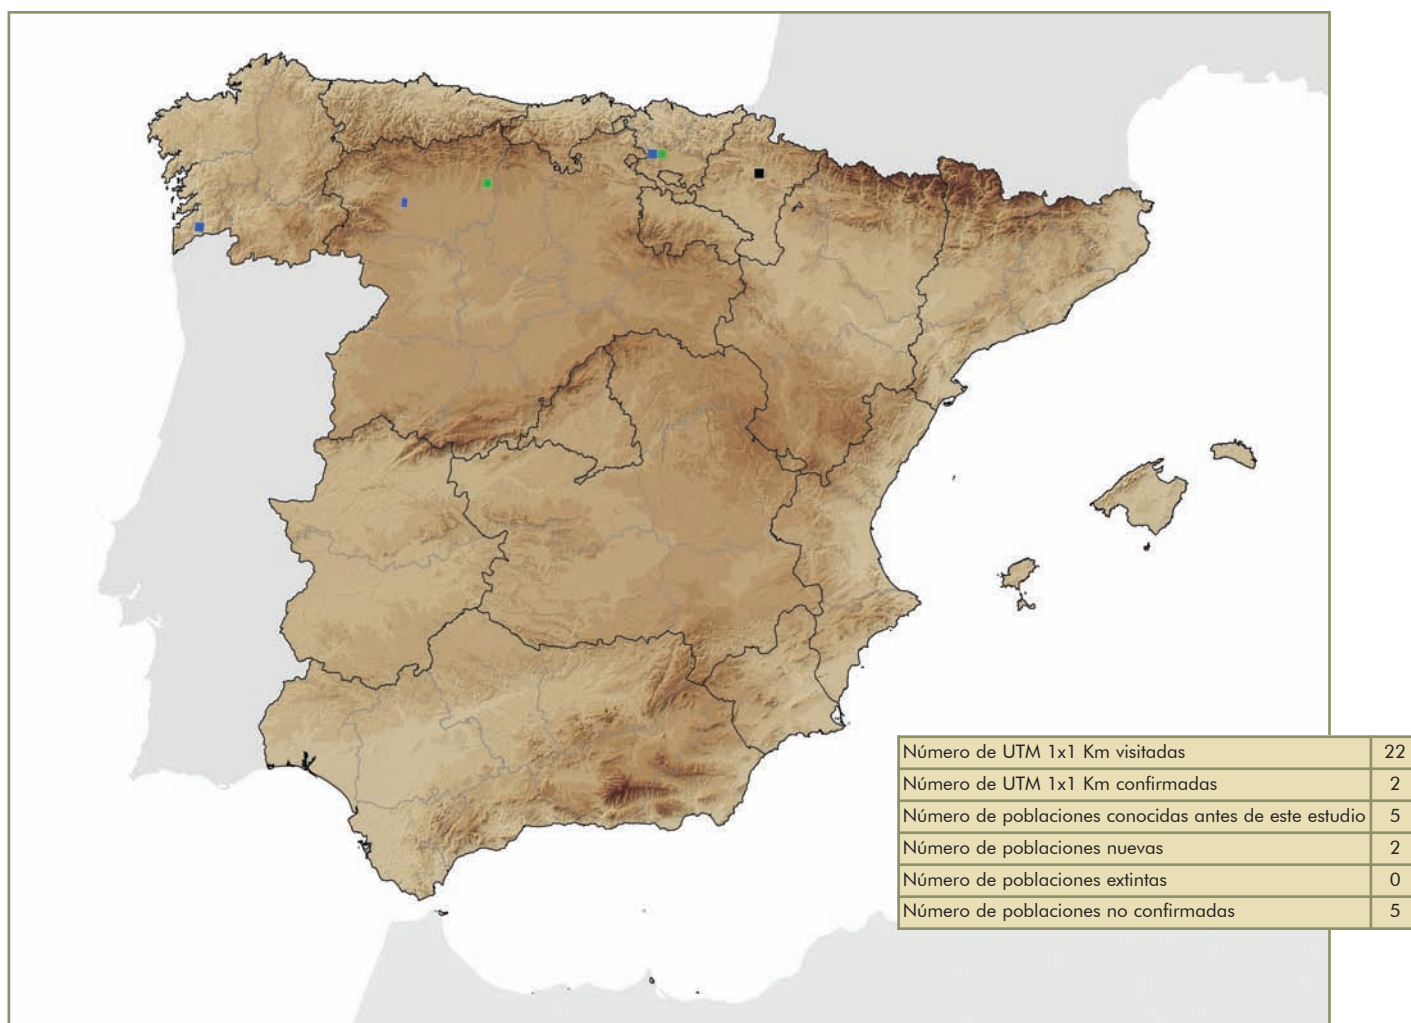 Número de UTM 1x1 Km visitadas 22
Número de UTM 1x1 Km confirmadas 2
Número de poblaciones conocidas antes de este estudio 5
Número de poblaciones nuevas 2
Número de poblaciones extintas 0
Número de poblaciones no confirmadas 5